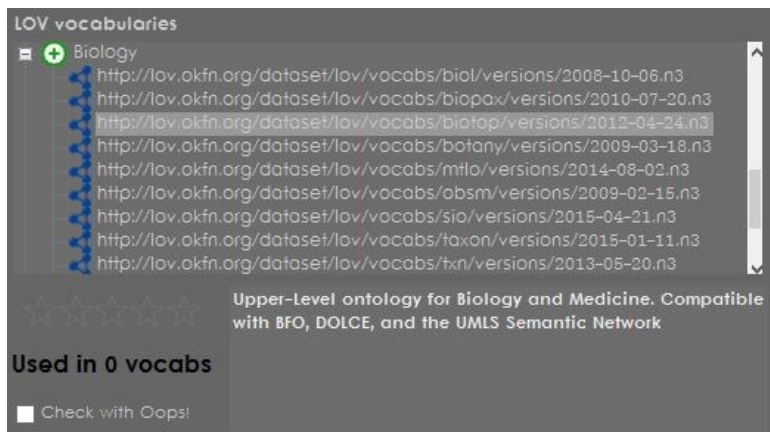 LOV vocabularies
Biology
http://lov.okfn.org/dataset/lov/vocabs/biol/versions/2008-10-06.n3
http://lov.okfn.org/dataset/lov/vocabs/biopax/versions/2010-07-20.n3
http://lov.okfn.org/dataset/lov/vocabs/biotop/versions/2012-04-24.n3
http://lov.okfn.org/dataset/lov/vocabs/botany/versions/2009-03-18.n3
http://lov.okfn.org/dataset/lov/vocabs/mtlo/versions/2014-08-02.n3
http://lov.okfn.org/dataset/lov/vocabs/obsm/versions/2009-02-15.n3
http://lov.okfn.org/dataset/lov/vocabs/sio/versions/2015-04-21.n3
http://lov.okfn.org/dataset/lov/vocabs/taxon/versions/2015-01-11.n3
http://lov.okfn.org/dataset/lov/vocabs/txn/versions/2013-05-20.n3
Upper-Level ontology for Biology and Medicine. Compatible
with BFO, DOLCE, and the UMLS Semantic Network
Used in 0 vocabs
Check with Oops!